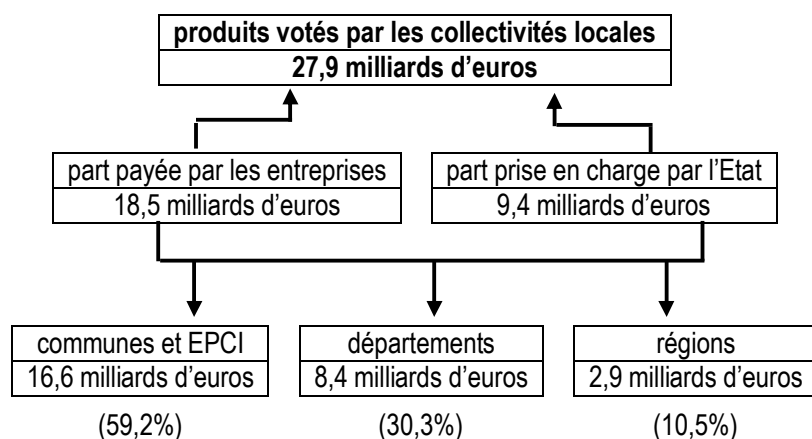 produits votés par les collectivités locales
27,9 milliards d’euros
part payée par les entreprises
18,5 milliards d’euros
part prise en charge par l’Etat
9,4 milliards d’euros
communes et EPCI
16,6 milliards d’euros
(59,2%)
départements
8,4 milliards d’euros
(30,3%)
régions
2,9 milliards d’euros
(10,5%)